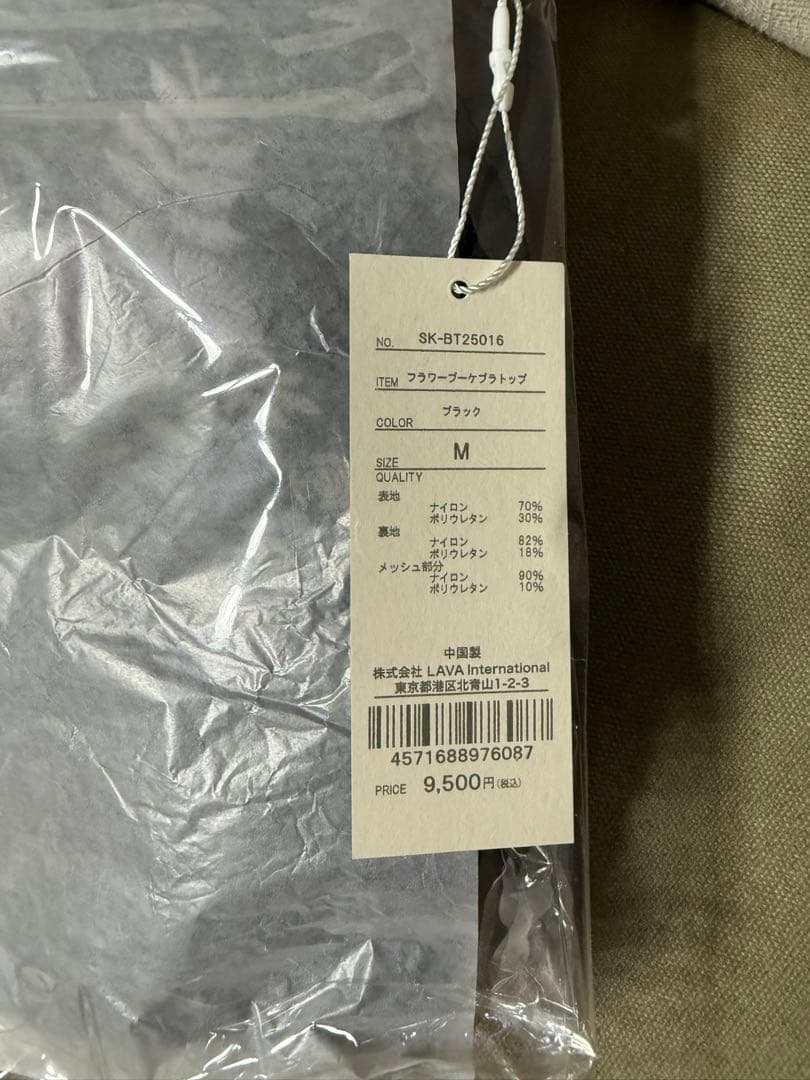 NO. SK-BT25016
ITEM フラワーブーケブラトップ
COLOR ブラック
SIZE M
QUALITY
表地
ナイロン 70%
ポリウレタン 30%
裏地
ナイロン 82%
ポリウレタン 18%
メッシュ部分
ナイロン 90%
ポリウレタン 10%
中国製
株式会社 LAVA International
東京都港区北青山1-2-3
4571688976087
PRICE 9,500円(税込)